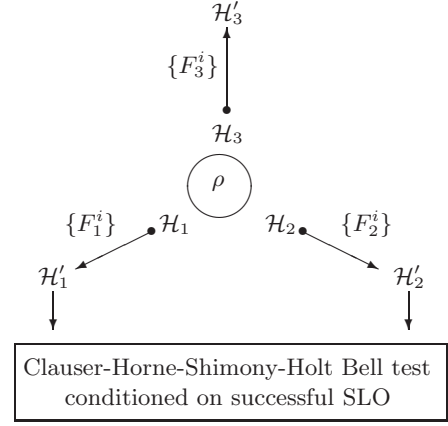 ℋ′₃
{F₃ⁱ}
ℋ₃
ρ
{F₁ⁱ} ℋ₁ ℋ₂ {F₂ⁱ}
ℋ′₁ ℋ′₂
Clauser-Horne-Shimony-Holt Bell test
conditioned on successful SLO